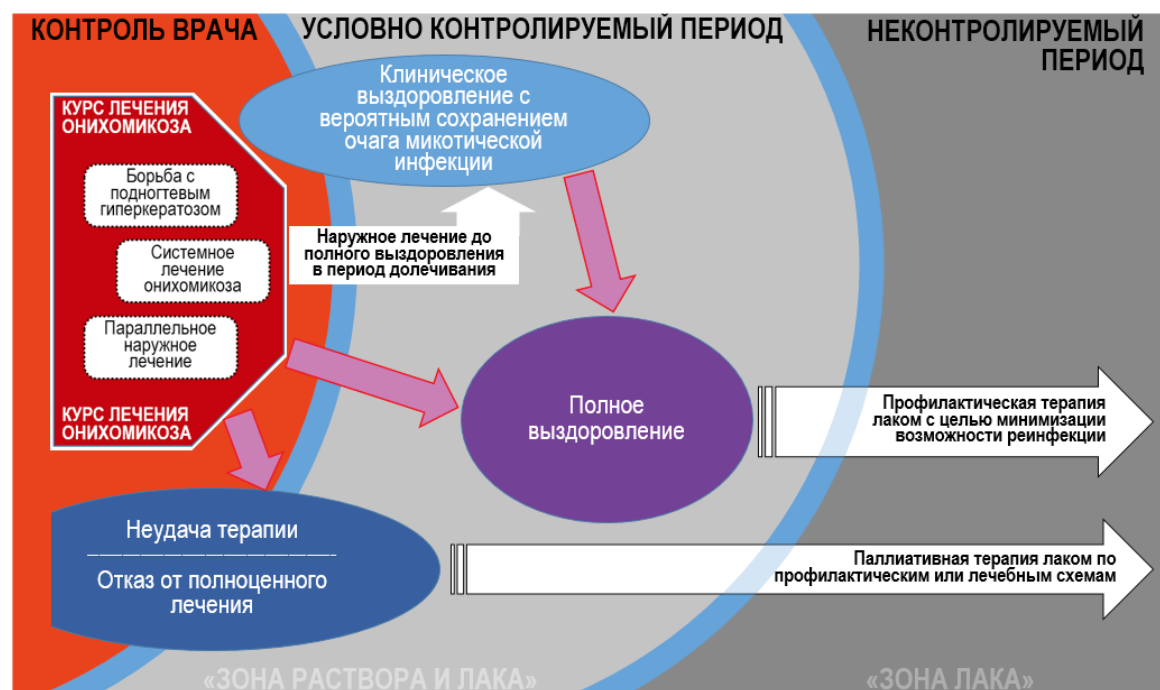 КОНТРОЛЬ ВРАЧА
УСЛОВНО КОНТРОЛИРУЕМЫЙ ПЕРИОД
НЕКОНТРОЛИРУЕМЫЙ
ПЕРИОД
КУРС ЛЕЧЕНИЯ
ОНИХОМИКОЗА
Борьба с
подногтевым
гиперкератозом
Системное
лечение
онихомикоза
Параллельное
наружное
лечение
КУРС ЛЕЧЕНИЯ
ОНИХОМИКОЗА
Клиническое
выздоровление с
вероятным сохранением
очага микотической
инфекции
Наружное лечение до
полного выздоровления
в период долечивания
Полное
выздоровление
Профилактическая терапия
лаком с целью минимизации
возможности реинфекции
Неудача терапии
Отказ от полноценного
лечения
Паллиативная терапия лаком по
профилактическим или лечебным схемам
«ЗОНА РАСТВОРА И ЛАКА»
«ЗОНА ЛАКА»